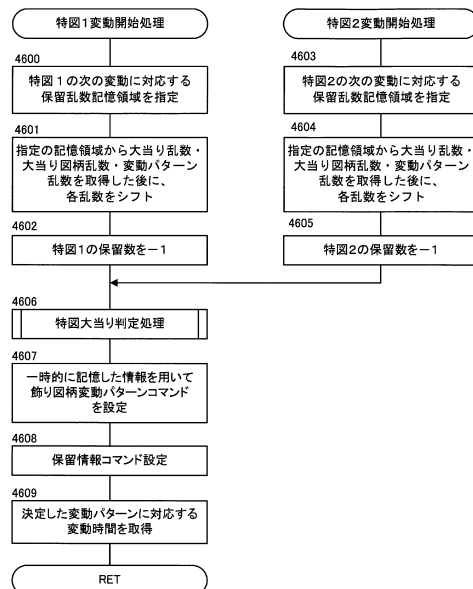 特図1変動開始処理
4600
特図1の次の変動に対応する
保留乱数記憶領域を指定
4601
指定の記憶領域から大当り乱数・
大当り図柄乱数・変動パターン
乱数を取得した後に、
各乱数をシフト
4602
特図1の保留数を－1
特図2変動開始処理
4603
特図2の次の変動に対応する
保留乱数記憶領域を指定
4604
指定の記憶領域から大当り乱数・
大当り図柄乱数・変動パターン
乱数を取得した後に、
各乱数をシフト
4605
特図2の保留数を－1
4606
特図大当り判定処理
4607
一時的に記憶した情報を用いて
飾り図柄変動パターンコマンド
を設定
4608
保留情報コマンド設定
4609
決定した変動パターンに対応する
変動時間を取得
RET